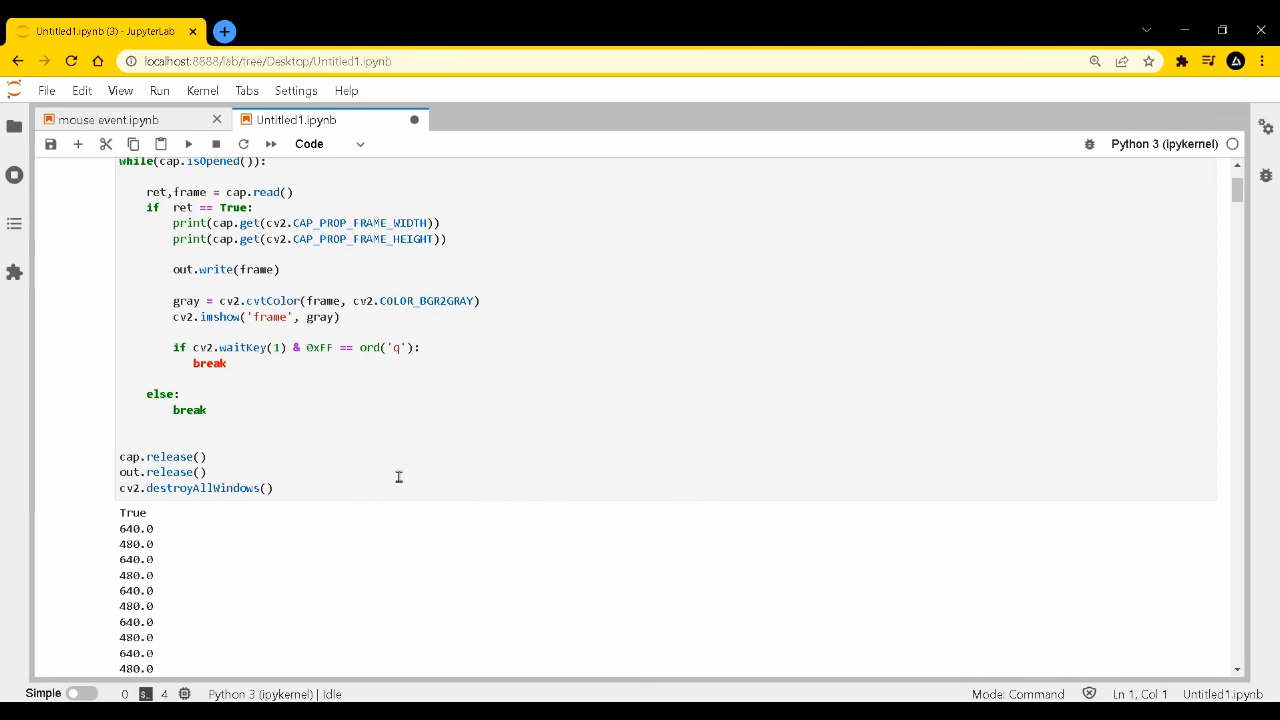 Untitled1.ipynb (3) - JupyterLab
localhost:8888/lab/tree/Desktop/Untitled1.ipynb
File Edit View Run Kernel Tabs Settings Help
mouse event.ipynb Untitled1.ipynb
Code Python 3 (ipykernel)
while(cap.isOpened()):
ret,frame = cap.read()
if ret == True:
print(cap.get(cv2.CAP_PROP_FRAME_WIDTH))
print(cap.get(cv2.CAP_PROP_FRAME_HEIGHT))
out.write(frame)
gray = cv2.cvtColor(frame, cv2.COLOR_BGR2GRAY)
cv2.imshow('frame', gray)
if cv2.waitKey(1) & 0xFF == ord('q'):
break
else:
break
cap.release()
out.release()
cv2.destroyAllWindows()
True
640.0
480.0
640.0
480.0
640.0
480.0
640.0
480.0
640.0
480.0
Simple 0 4 Python 3 (ipykernel) | Idle Mode: Command Ln 1, Col 1 Untitled1.ipynb